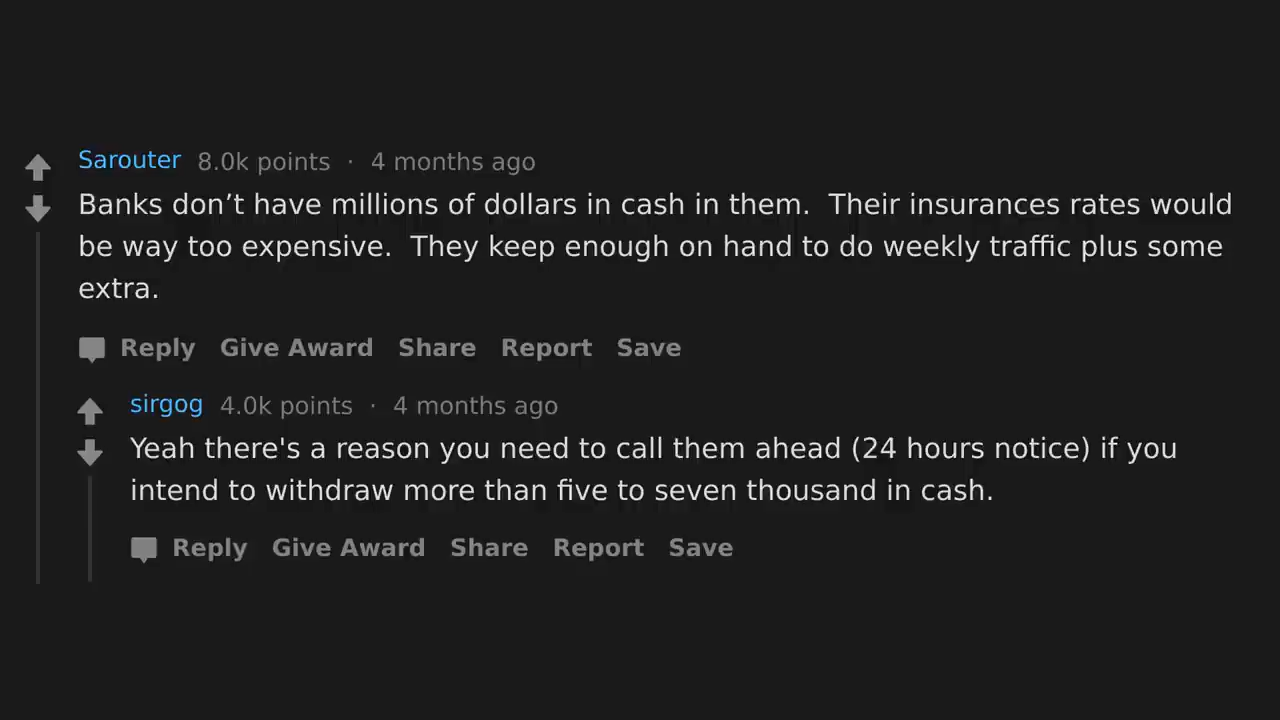 Sarouter 8.0k points · 4 months ago
Banks don’t have millions of dollars in cash in them.  Their insurances rates would
be way too expensive.  They keep enough on hand to do weekly traffic plus some
extra.
Reply Give Award Share Report Save
sirgog 4.0k points · 4 months ago
Yeah there's a reason you need to call them ahead (24 hours notice) if you
intend to withdraw more than five to seven thousand in cash.
Reply Give Award Share Report Save